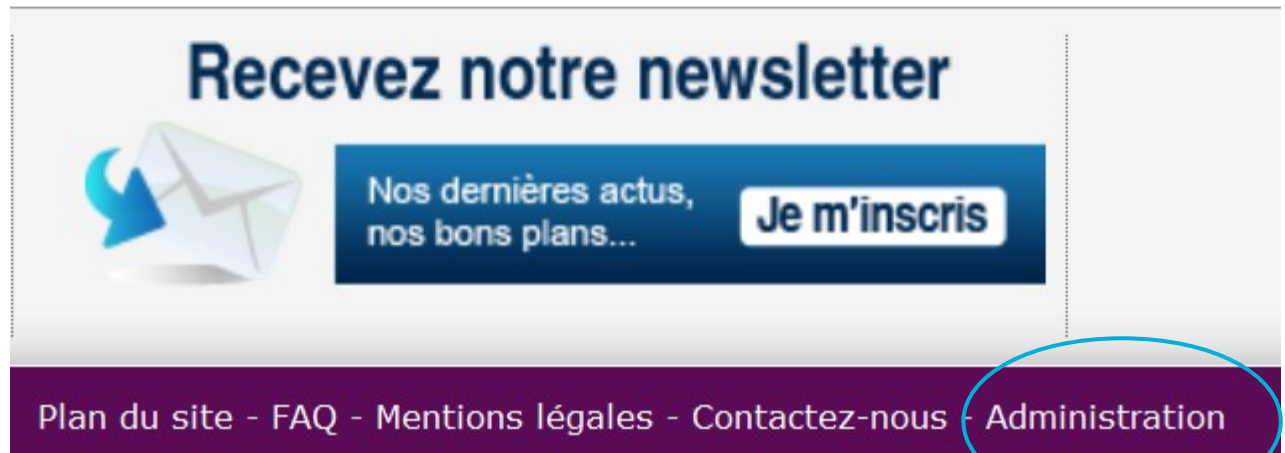 Recevez notre newsletter
Nos dernières actus,
nos bons plans...
Je m'inscris
Plan du site - FAQ - Mentions légales - Contactez-nous - Administration